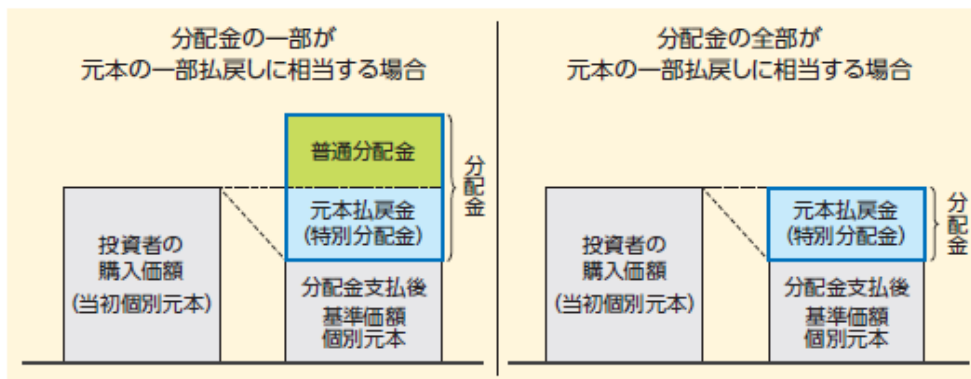 分配金の一部が
元本の一部払戻しに相当する場合
普通分配金
元本払戻金
(特別分配金)
分配金
投資者の
購入価額
(当初個別元本)
分配金支払後
基準価額
個別元本
分配金の全部が
元本の一部払戻しに相当する場合
元本払戻金
(特別分配金)
分配金
投資者の
購入価額
(当初個別元本)
分配金支払後
基準価額
個別元本